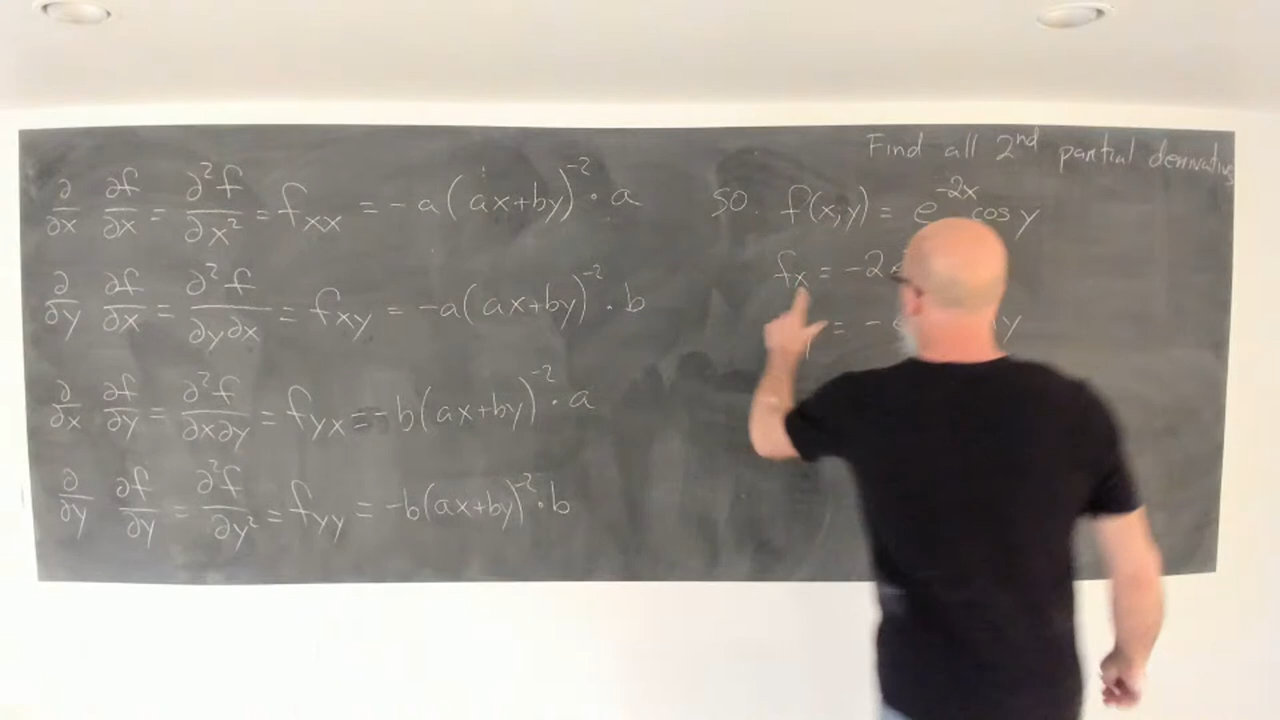 ∂/∂x ∂f/∂x = ∂²f/∂x² = fxx = -a(ax+by)⁻² · a
∂/∂y ∂f/∂x = ∂²f/∂y∂x = fxy = -a(ax+by)⁻² · b
∂/∂x ∂f/∂y = ∂²f/∂x∂y = fyx = -b(ax+by)⁻² · a
∂/∂y ∂f/∂y = ∂²f/∂y² = fyy = -b(ax+by)⁻² · b
Find all 2nd partial derivatives
50. f(x,y) = e⁻²ˣ cos y
fx = -2
= - y